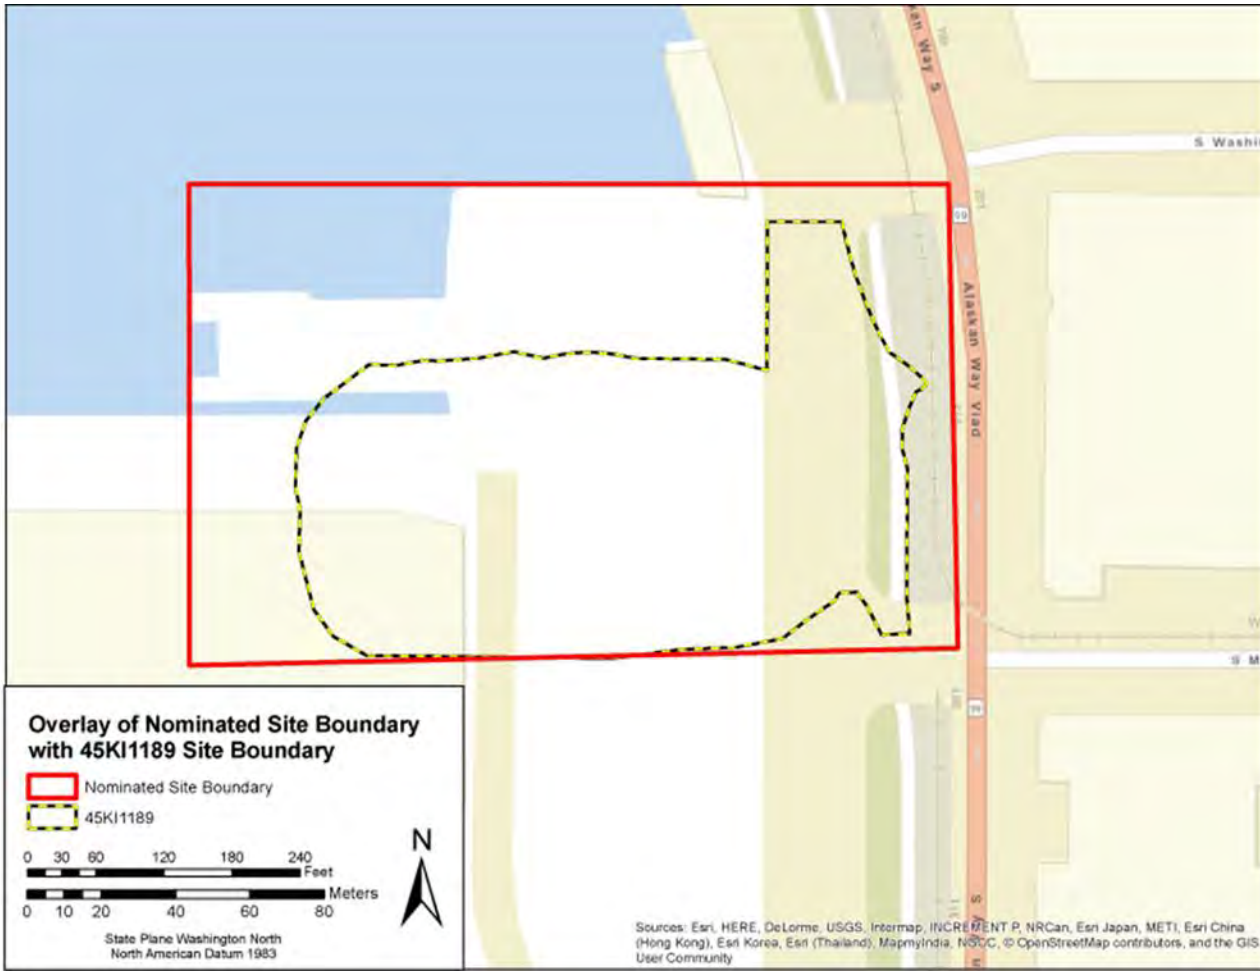 Alaskan Way Viad
S Washi
S M
W
Overlay of Nominated Site Boundary
with 45KI1189 Site Boundary
Nominated Site Boundary
45KI1189
N
0 30 60 120 180 240
Feet
Meters
0 10 20 40 60 80
State Plane Washington North
North American Datum 1983
Sources: Esri, HERE, DeLorme, USGS, Intermap, INCREMENT P, NRCan, Esri Japan, METI, Esri China
(Hong Kong), Esri Korea, Esri (Thailand), MapmyIndia, NGCC, © OpenStreetMap contributors, and the GIS
User Community